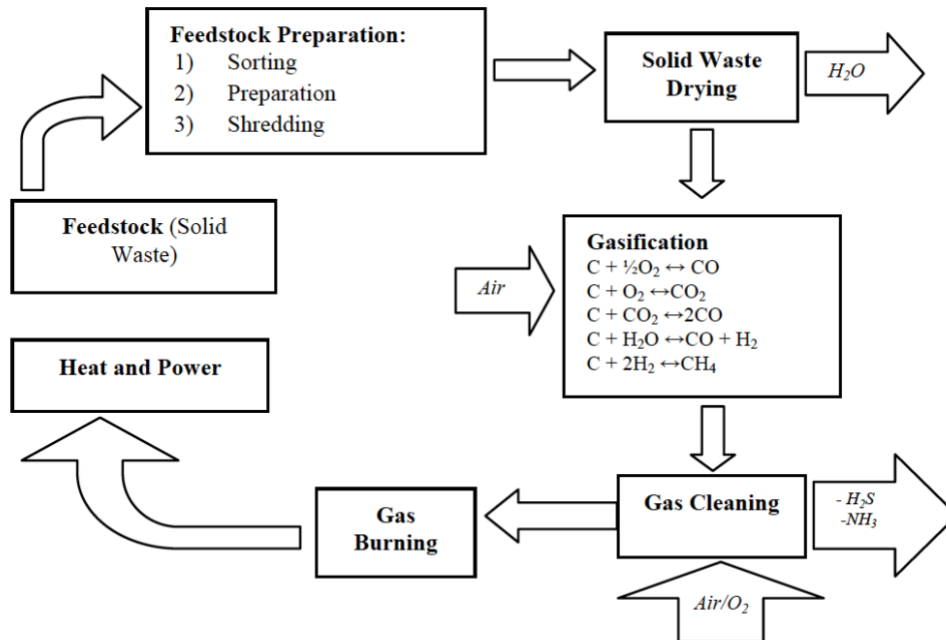 Feedstock Preparation:
1) Sorting
2) Preparation
3) Shredding
Solid Waste
Drying
H₂O
Feedstock (Solid
Waste)
Air
Gasification
C + ½O₂ ↔ CO
C + O₂ ↔CO₂
C + CO₂ ↔2CO
C + H₂O ↔CO + H₂
C + 2H₂ ↔CH₄
Heat and Power
Gas
Burning
Gas Cleaning
- H₂S
-NH₃
Air/O₂